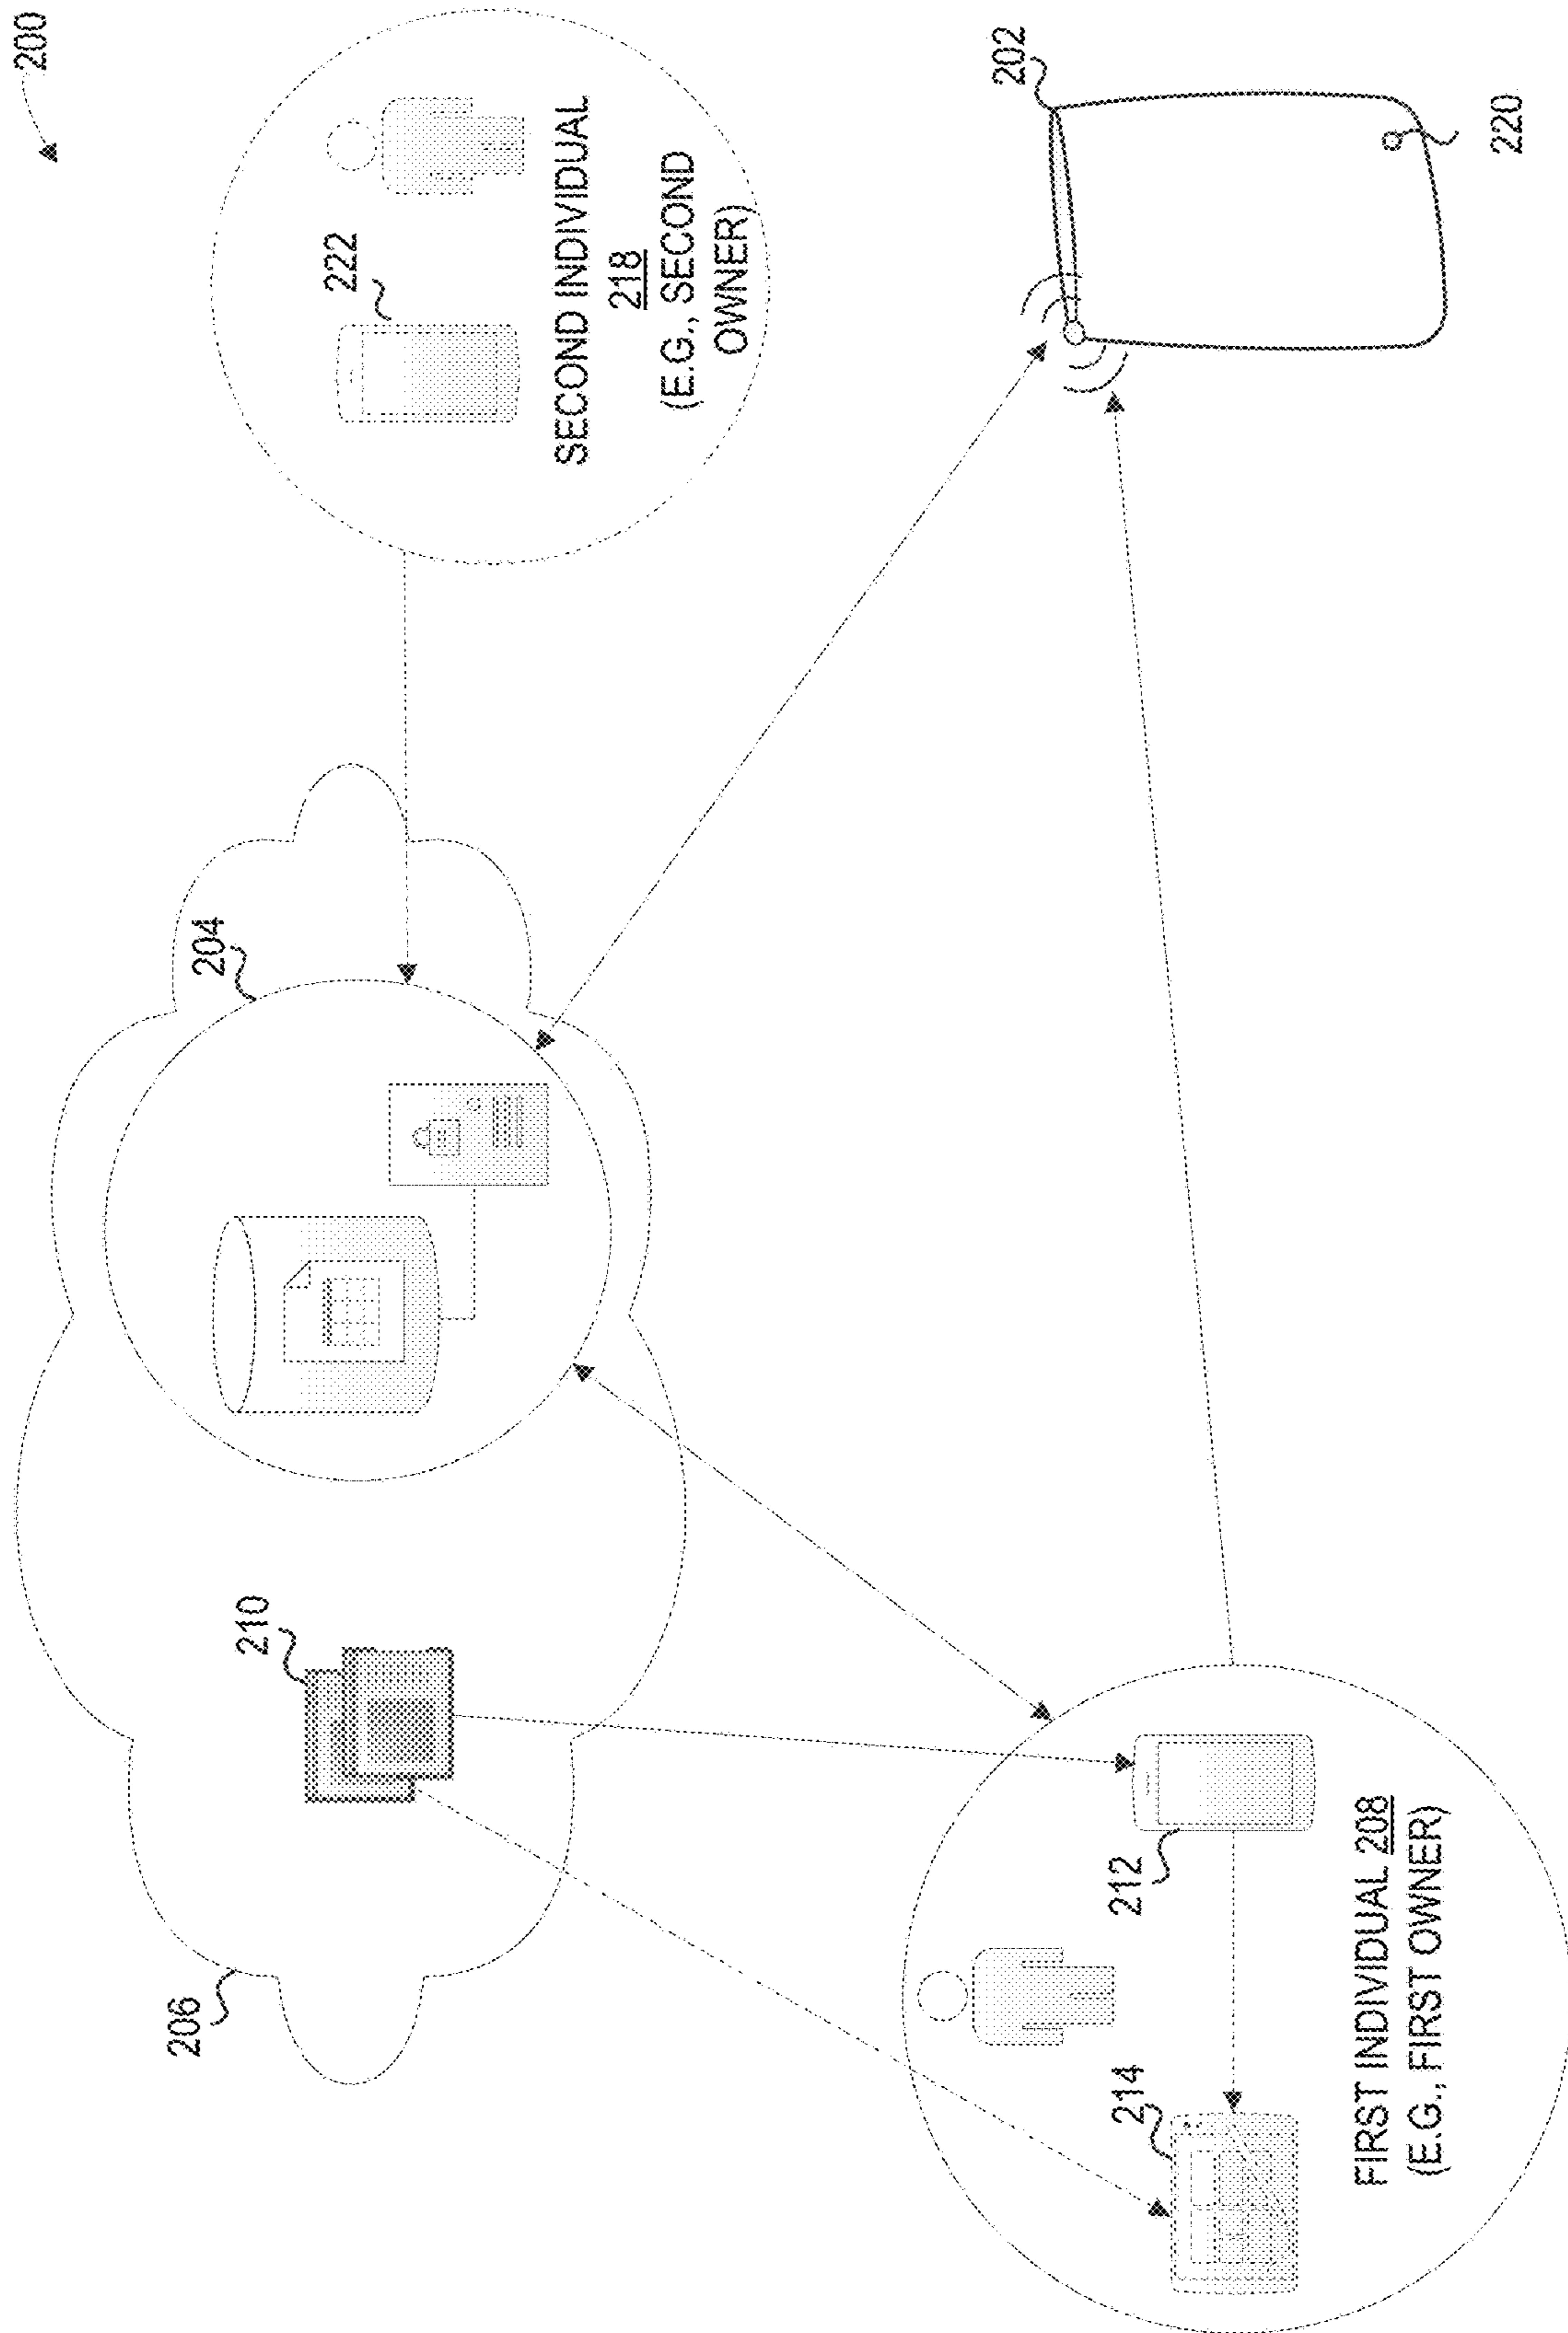 200
206
210
204
222
SECOND INDIVIDUAL
218
(E.G., SECOND
OWNER)
214
212
FIRST INDIVIDUAL 208
(E.G., FIRST OWNER)
202
220